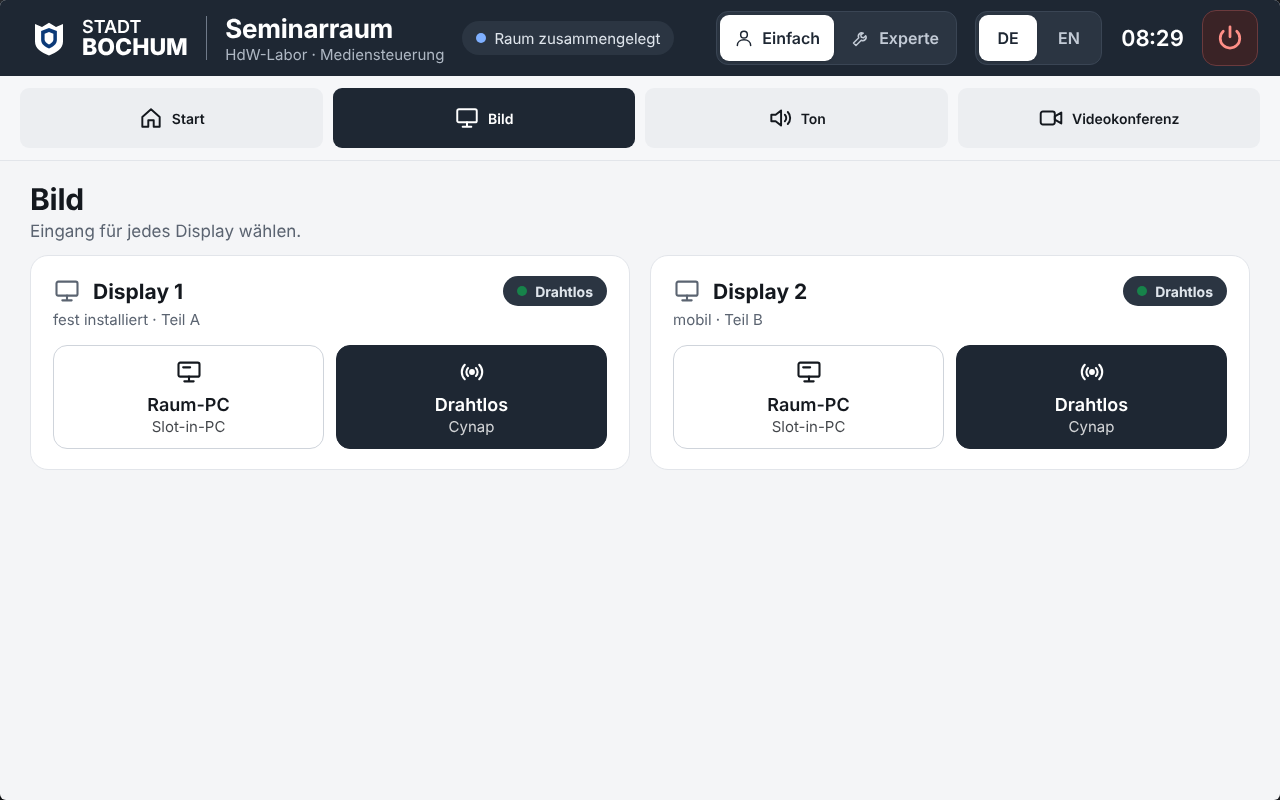 STADT
BOCHUM
Seminarraum
HdW-Labor · Mediensteuerung
Raum zusammengelegt
Einfach
Experte
DE
EN
08:29
Start
Bild
Ton
Videokonferenz
Bild
Eingang für jedes Display wählen.
Display 1
Drahtlos
fest installiert · Teil A
Raum-PC
Slot-in-PC
Drahtlos
Cynap
Display 2
Drahtlos
mobil · Teil B
Raum-PC
Slot-in-PC
Drahtlos
Cynap